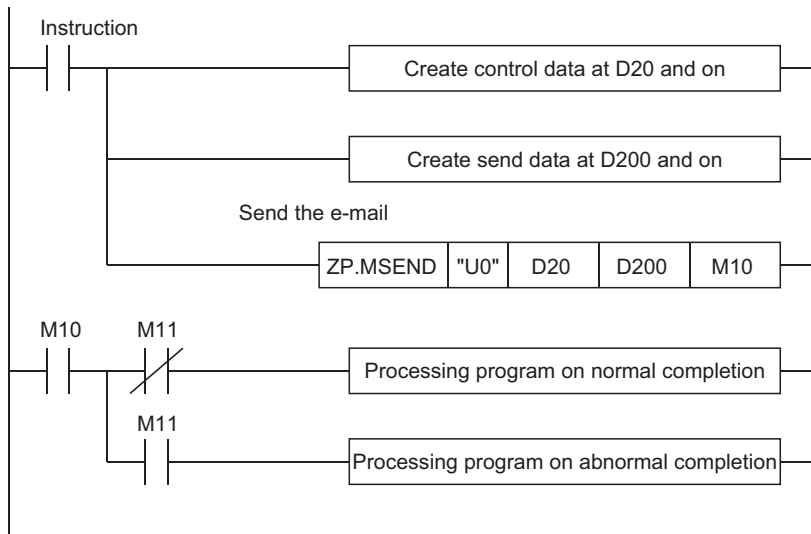 Instruction
Create control data at D20 and on
Create send data at D200 and on
Send the e-mail
ZP.MSEND "U0" D20 D200 M10
M10 M11
Processing program on normal completion
M11
Processing program on abnormal completion